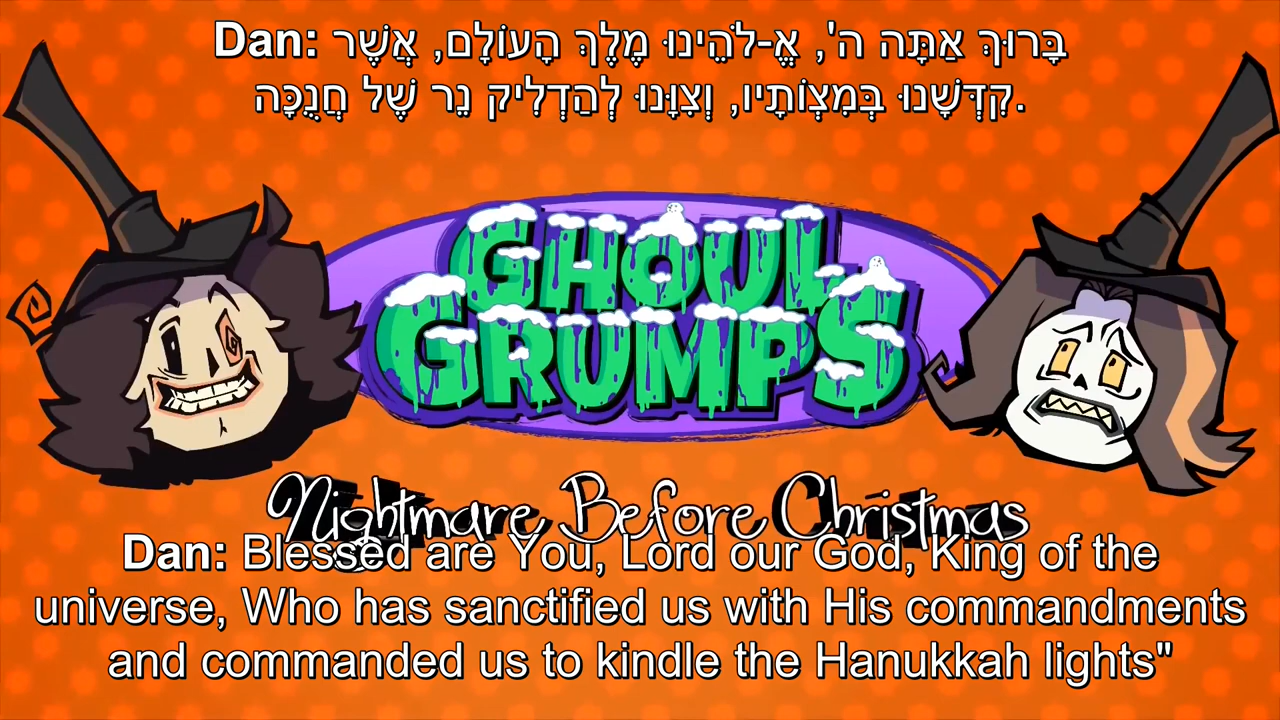 Dan: בָּרוּךְ אַתָּה ה', אֱ-לֹהֵינוּ מֶלֶךְ הָעוֹלָם, אֲשֶׁר
קִדְּשָׁנוּ בְּמִצְוֹתָיו, וְצִוָּנוּ לְהַדְלִיק נֵר שֶׁל חֲנֻכָּה.
GHOUL
GRUMPS
Nightmare Before Christmas
Dan: Blessed are You, Lord our God, King of the
universe, Who has sanctified us with His commandments
and commanded us to kindle the Hanukkah lights"